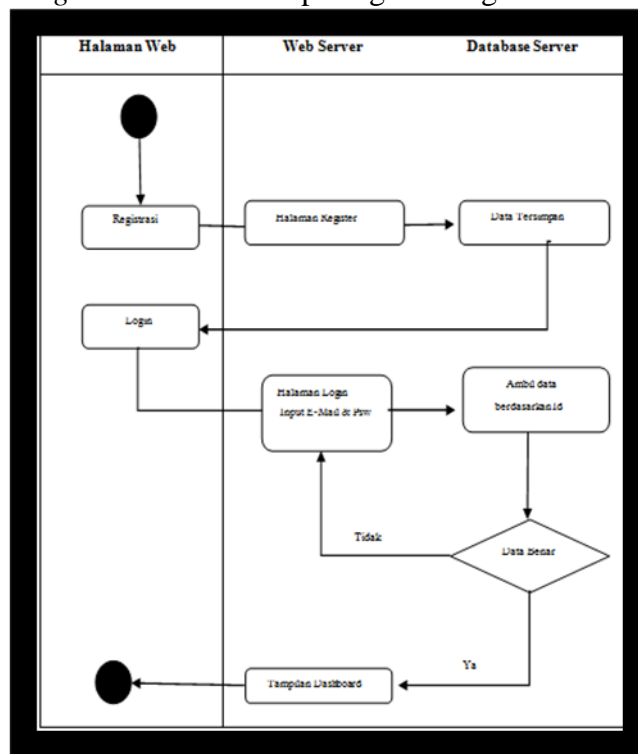 Halaman Web
Web Server
Database Server
Registrasi
Halaman Register
Data Tersimpan
Login
Halaman Login
Input E-Mail & Psw
Ambil data
berdasarkan Id
Tidak
Data Benar
Ya
Tampilan Dashboard